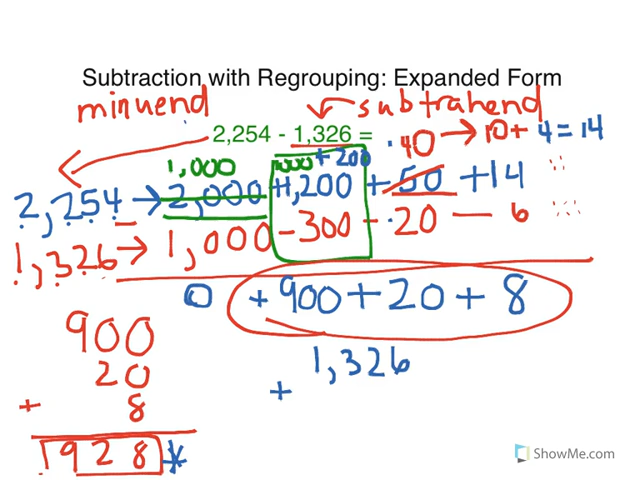 Subtraction with Regrouping: Expanded Form
minuend subtrahend
2,254 - 1,326 =
40 → 10 + 4 = 14
1,000 1000 + 200
2,254 → 2,000 + 1,200 + 50 + 14
1,326 → 1,000 - 300 - 20 - 6
0 + 900 + 20 + 8
900
20
+ 8
928 *
1,326
+
ShowMe.com